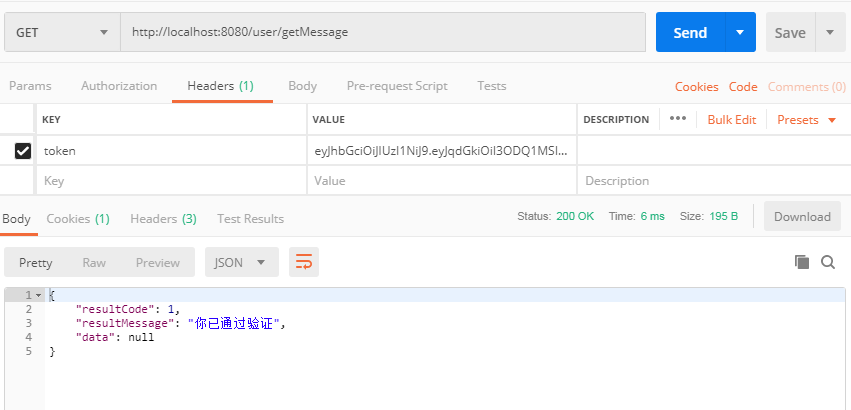 GET http://localhost:8080/user/getMessage Send Save
Params Authorization Headers (1) Body Pre-request Script Tests Cookies Code Comments (0)
KEY VALUE DESCRIPTION ••• Bulk Edit Presets
token eyJhbGciOiJIUzI1NiJ9.eyJqdGkiOiI3ODQ1MSI...
Key Value Description
Body Cookies (1) Headers (3) Test Results Status: 200 OK Time: 6 ms Size: 195 B Download
Pretty Raw Preview JSON
1 {
2 "resultCode": 1,
3 "resultMessage": "你已通过验证",
4 "data": null
5 }